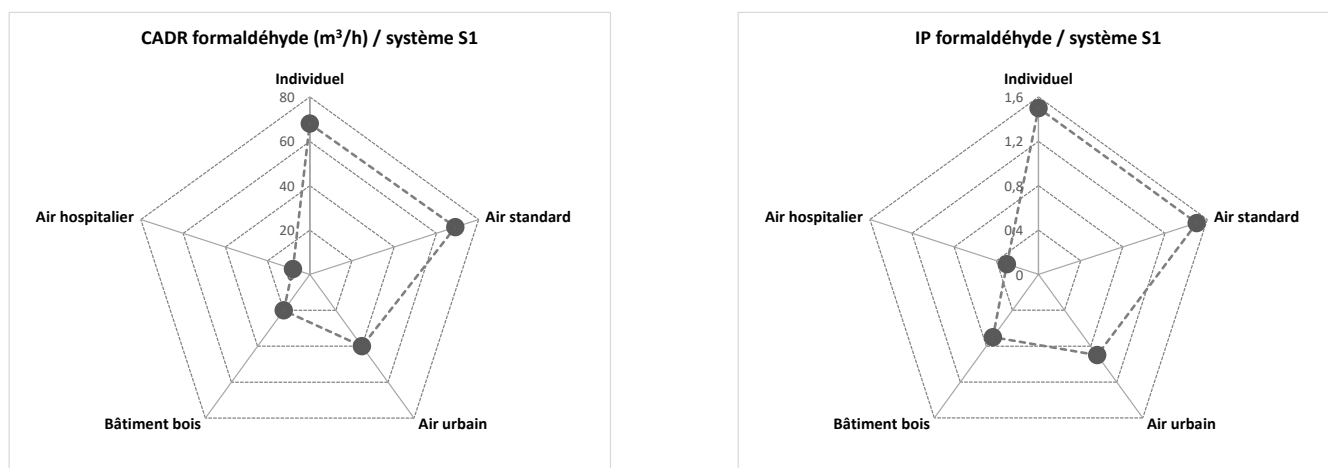 CADR formaldéhyde (m³/h) / système S1
Individuel
80
60
40
20
0
Air standard
Air urbain
Bâtiment bois
Air hospitalier
IP formaldéhyde / système S1
Individuel
1,6
1,2
0,8
0,4
0
Air standard
Air urbain
Bâtiment bois
Air hospitalier